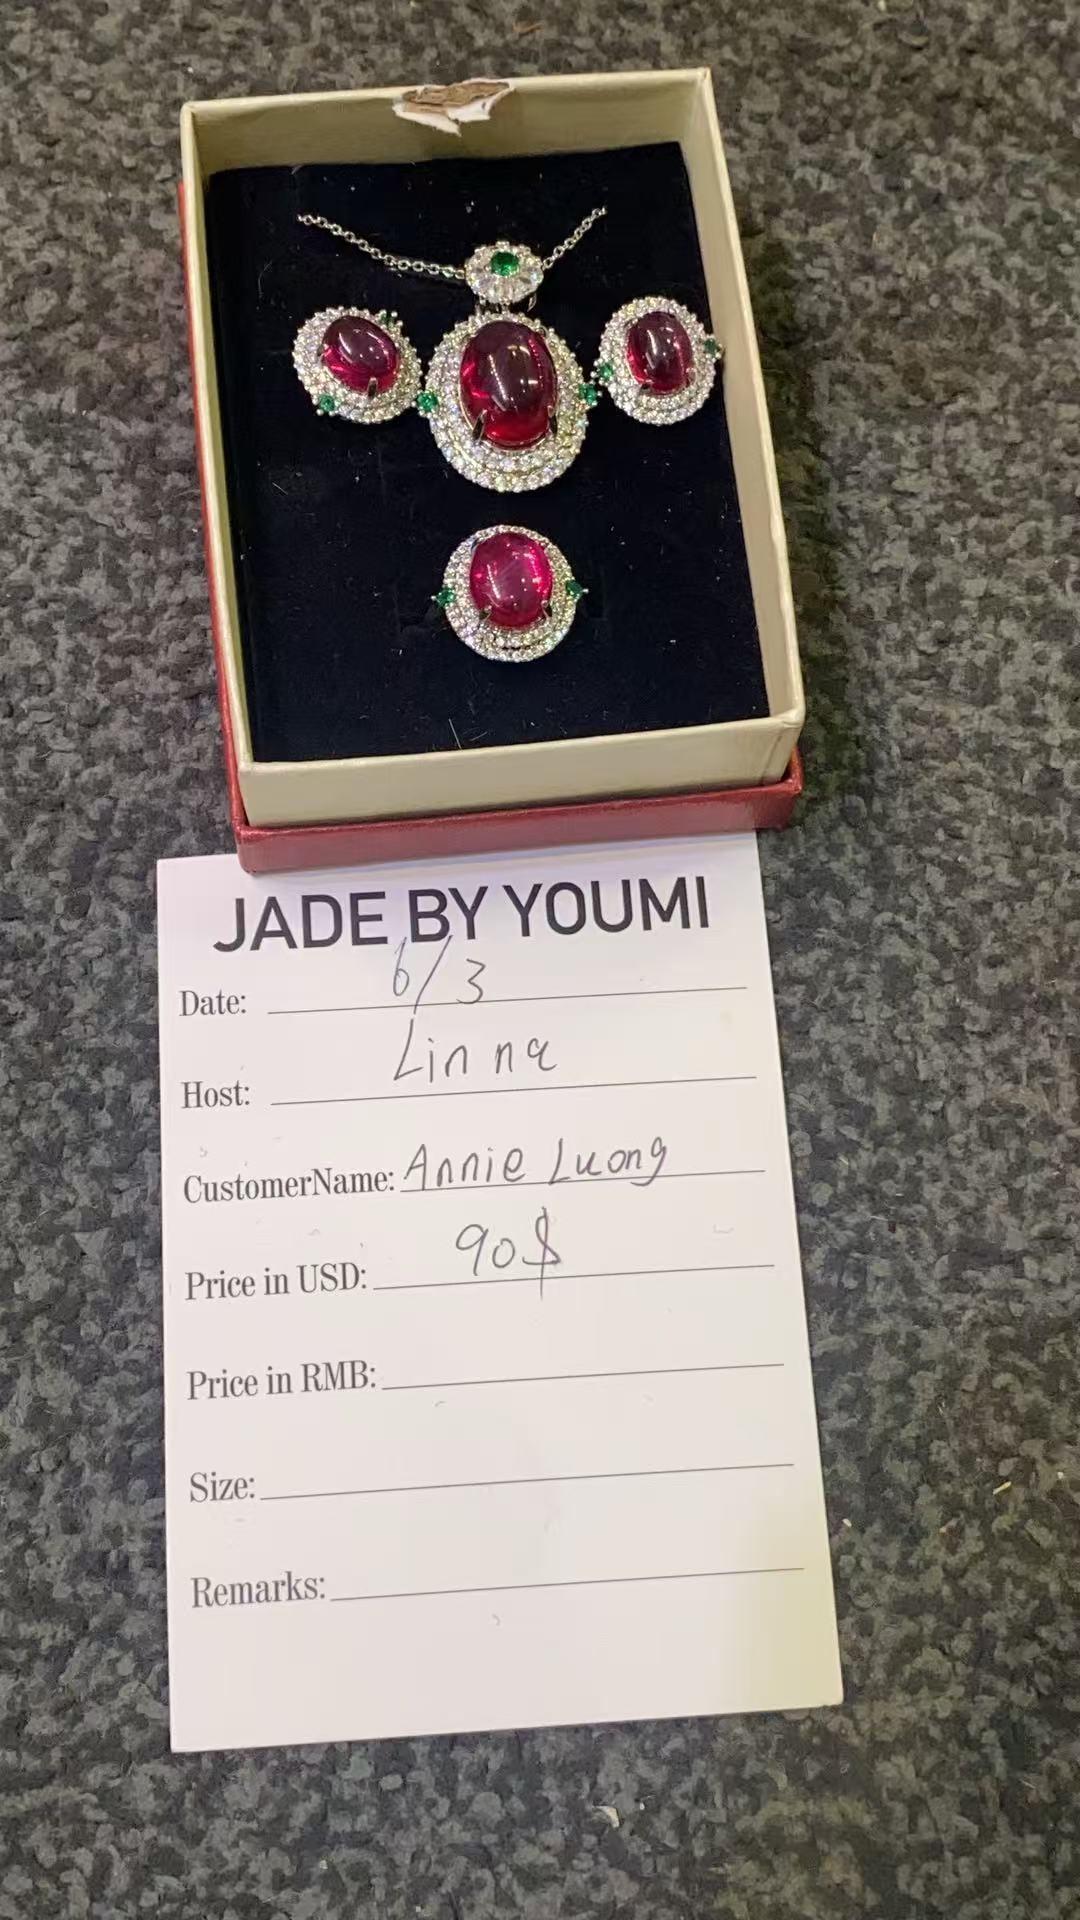 JADE BY YOUMI
Date: 6/3
Host: Linna
CustomerName: Annie Luong
Price in USD: 90$
Price in RMB:
Size:
Remarks: